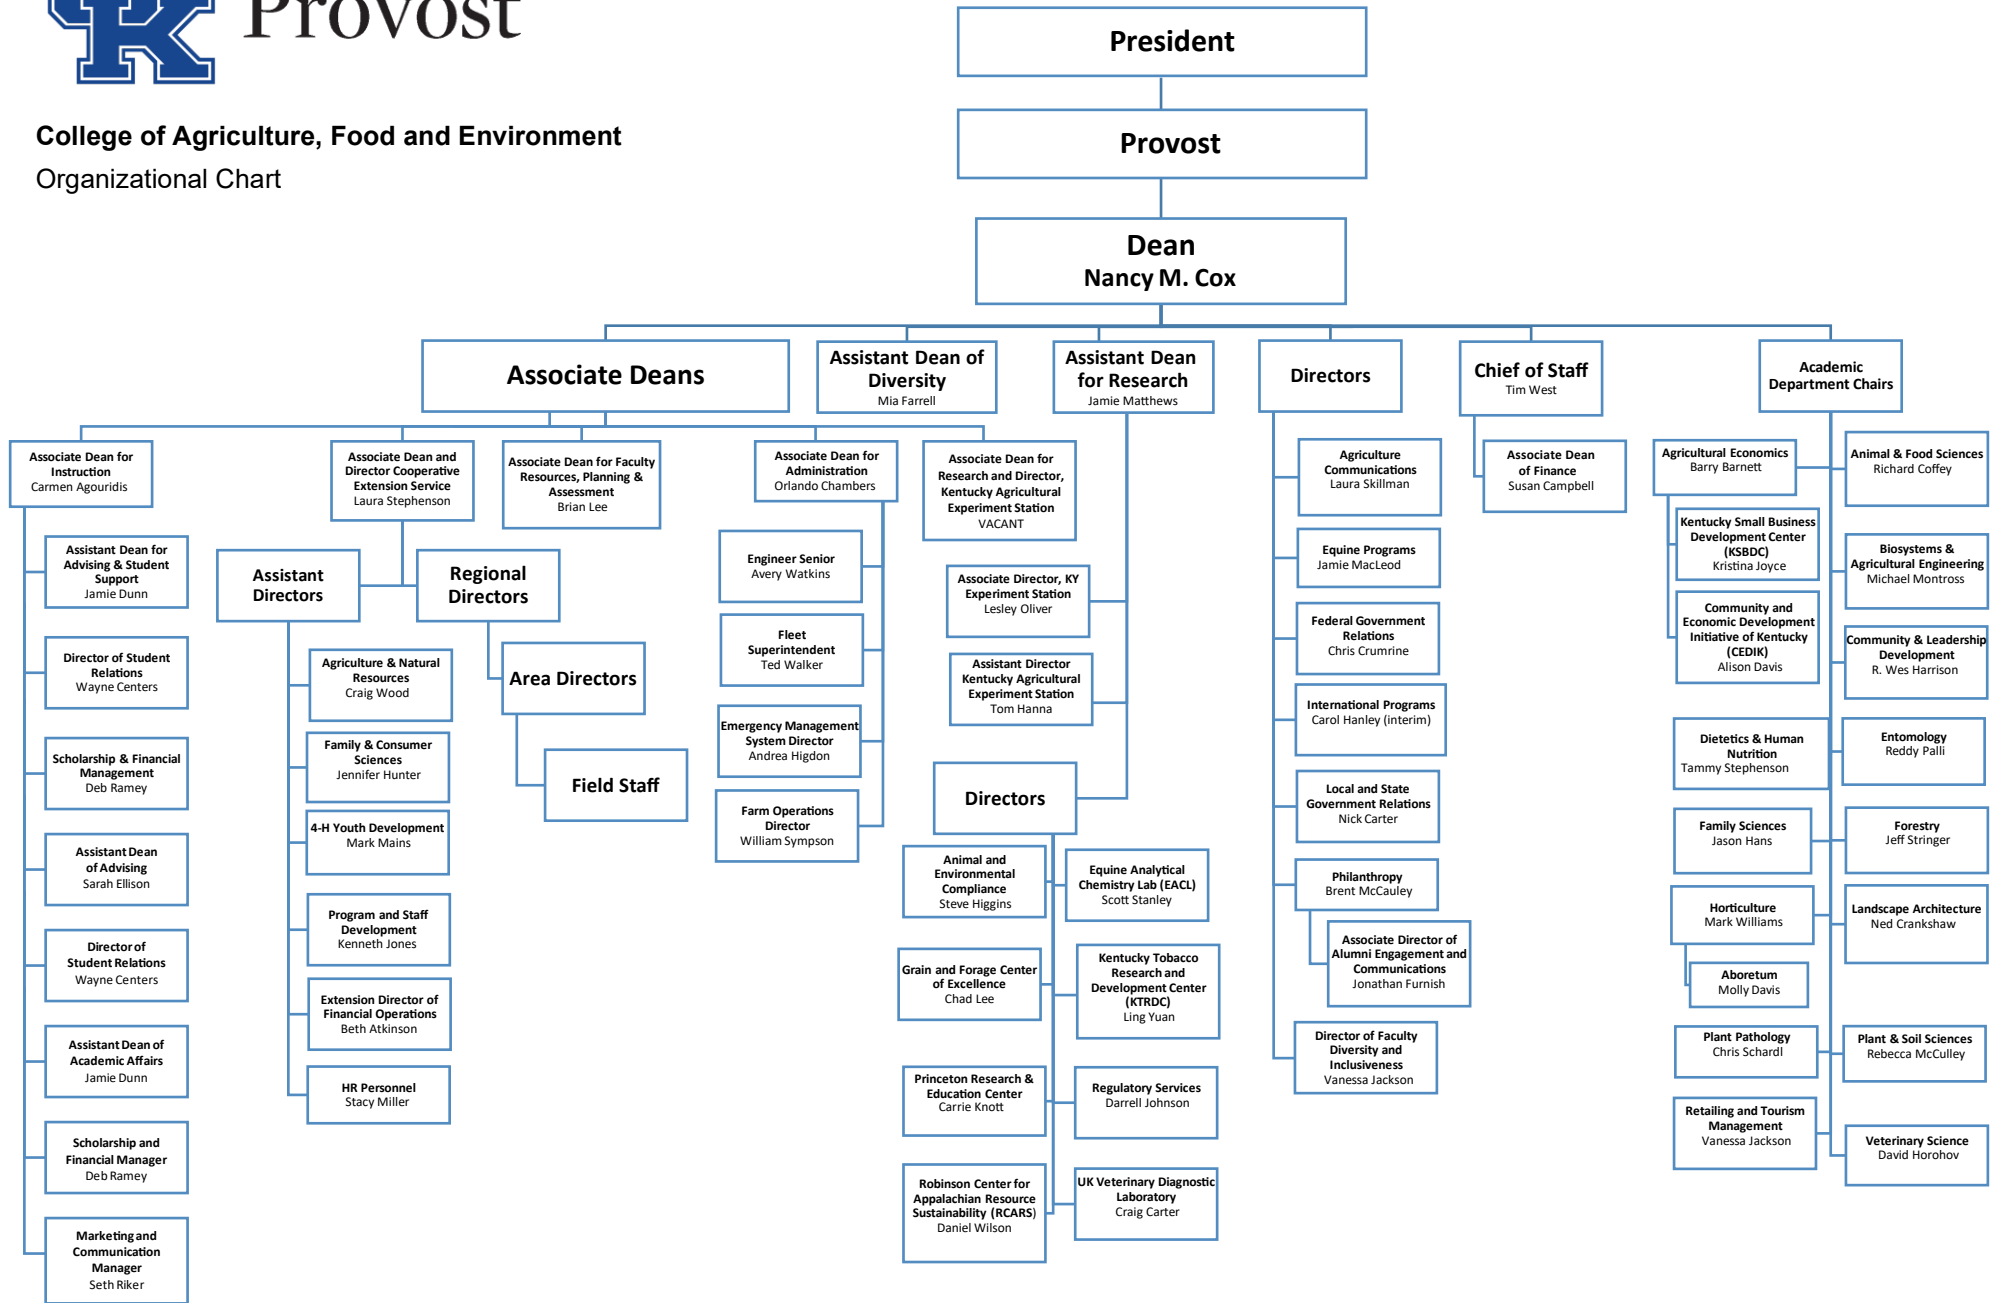 Provost
College of Agriculture, Food and Environment
Organizational Chart
President
Provost
Dean
Nancy M. Cox
Associate Deans
Assistant Dean of
Diversity
Mia Farrell
Assistant Dean
for Research
Jamie Matthews
Directors
Chief of Staff
Tim West
Academic
Department Chairs
Associate Dean for
Instruction
Carmen Agouridis
Assistant Dean for
Advising & Student
Support
Jamie Dunn
Director of Student
Relations
Wayne Centers
Scholarship & Financial
Management
Deb Ramey
Assistant Dean
of Advising
Sarah Ellison
Director of
Student Relations
Wayne Centers
Assistant Dean of
Academic Affairs
Jamie Dunn
Scholarship and
Financial Manager
Deb Ramey
Marketing and
Communication
Manager
Seth Riker
Associate Dean and
Director Cooperative
Extension Service
Laura Stephenson
Assistant
Directors
Regional
Directors
Agriculture & Natural
Resources
Craig Wood
Family & Consumer
Sciences
Jennifer Hunter
4-H Youth Development
Mark Mains
Program and Staff
Development
Kenneth Jones
Extension Director of
Financial Operations
Beth Atkinson
HR Personnel
Stacy Miller
Area Directors
Field Staff
Associate Dean for Faculty
Resources, Planning &
Assessment
Brian Lee
Associate Dean for
Administration
Orlando Chambers
Engineer Senior
Avery Watkins
Fleet
Superintendent
Ted Walker
Emergency Management
System Director
Andrea Higdon
Farm Operations
Director
William Sympson
Associate Dean for
Research and Director,
Kentucky Agricultural
Experiment Station
VACANT
Associate Director, KY
Experiment Station
Lesley Oliver
Assistant Director
Kentucky Agricultural
Experiment Station
Tom Hanna
Directors
Animal and
Environmental
Compliance
Steve Higgins
Equine Analytical
Chemistry Lab (EACL)
Scott Stanley
Grain and Forage Center
of Excellence
Chad Lee
Kentucky Tobacco
Research and
Development Center
(KTRDC)
Ling Yuan
Princeton Research &
Education Center
Carrie Knott
Regulatory Services
Darrell Johnson
Robinson Center for
Appalachian Resource
Sustainability (RCARS)
Daniel Wilson
UK Veterinary Diagnostic
Laboratory
Craig Carter
Agriculture
Communications
Laura Skillman
Equine Programs
Jamie MacLeod
Federal Government
Relations
Chris Crumrine
International Programs
Carol Hanley (interim)
Local and State
Government Relations
Nick Carter
Philanthropy
Brent McCauley
Associate Director of
Alumni Engagement and
Communications
Jonathan Furnish
Director of Faculty
Diversity and
Inclusiveness
Vanessa Jackson
Associate Dean
of Finance
Susan Campbell
Agricultural Economics
Barry Barnett
Kentucky Small Business
Development Center
(KSBDC)
Kristina Joyce
Community and
Economic Development
Initiative of Kentucky
(CEDIK)
Alison Davis
Dietetics & Human
Nutrition
Tammy Stephenson
Family Sciences
Jason Hans
Horticulture
Mark Williams
Aboretum
Molly Davis
Plant Pathology
Chris Schardl
Retailing and Tourism
Management
Vanessa Jackson
Animal & Food Sciences
Richard Coffey
Biosystems &
Agricultural Engineering
Michael Montross
Community & Leadership
Development
R. Wes Harrison
Entomology
Reddy Palli
Forestry
Jeff Stringer
Landscape Architecture
Ned Crankshaw
Plant & Soil Sciences
Rebecca McCulley
Veterinary Science
David Horohov